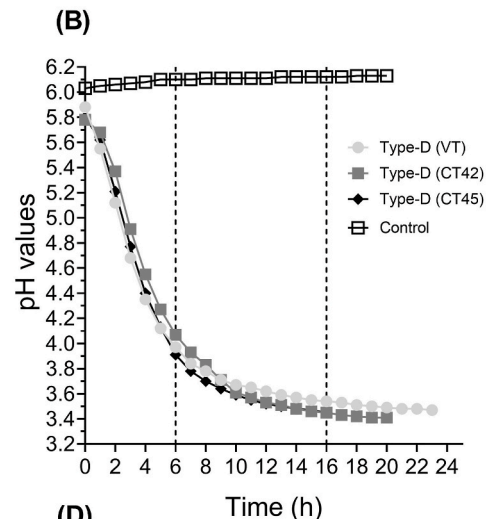 (B)
pH values
6.2
6.0
5.8
5.6
5.4
5.2
5.0
4.8
4.6
4.4
4.2
4.0
3.8
3.6
3.4
3.2
Type-D (VT)
Type-D (CT42)
Type-D (CT45)
Control
0 2 4 6 8 10 12 14 16 18 20 22 24
Time (h)
(D)